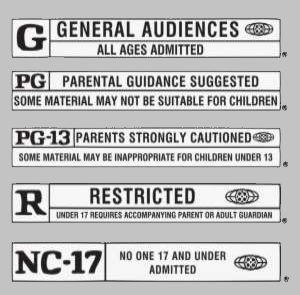 G GENERAL AUDIENCES
ALL AGES ADMITTED
PG PARENTAL GUIDANCE SUGGESTED
SOME MATERIAL MAY NOT BE SUITABLE FOR CHILDREN
PG-13 PARENTS STRONGLY CAUTIONED
SOME MATERIAL MAY BE INAPPROPRIATE FOR CHILDREN UNDER 13
R RESTRICTED
UNDER 17 REQUIRES ACCOMPANYING PARENT OR ADULT GUARDIAN
NC-17 NO ONE 17 AND UNDER
ADMITTED